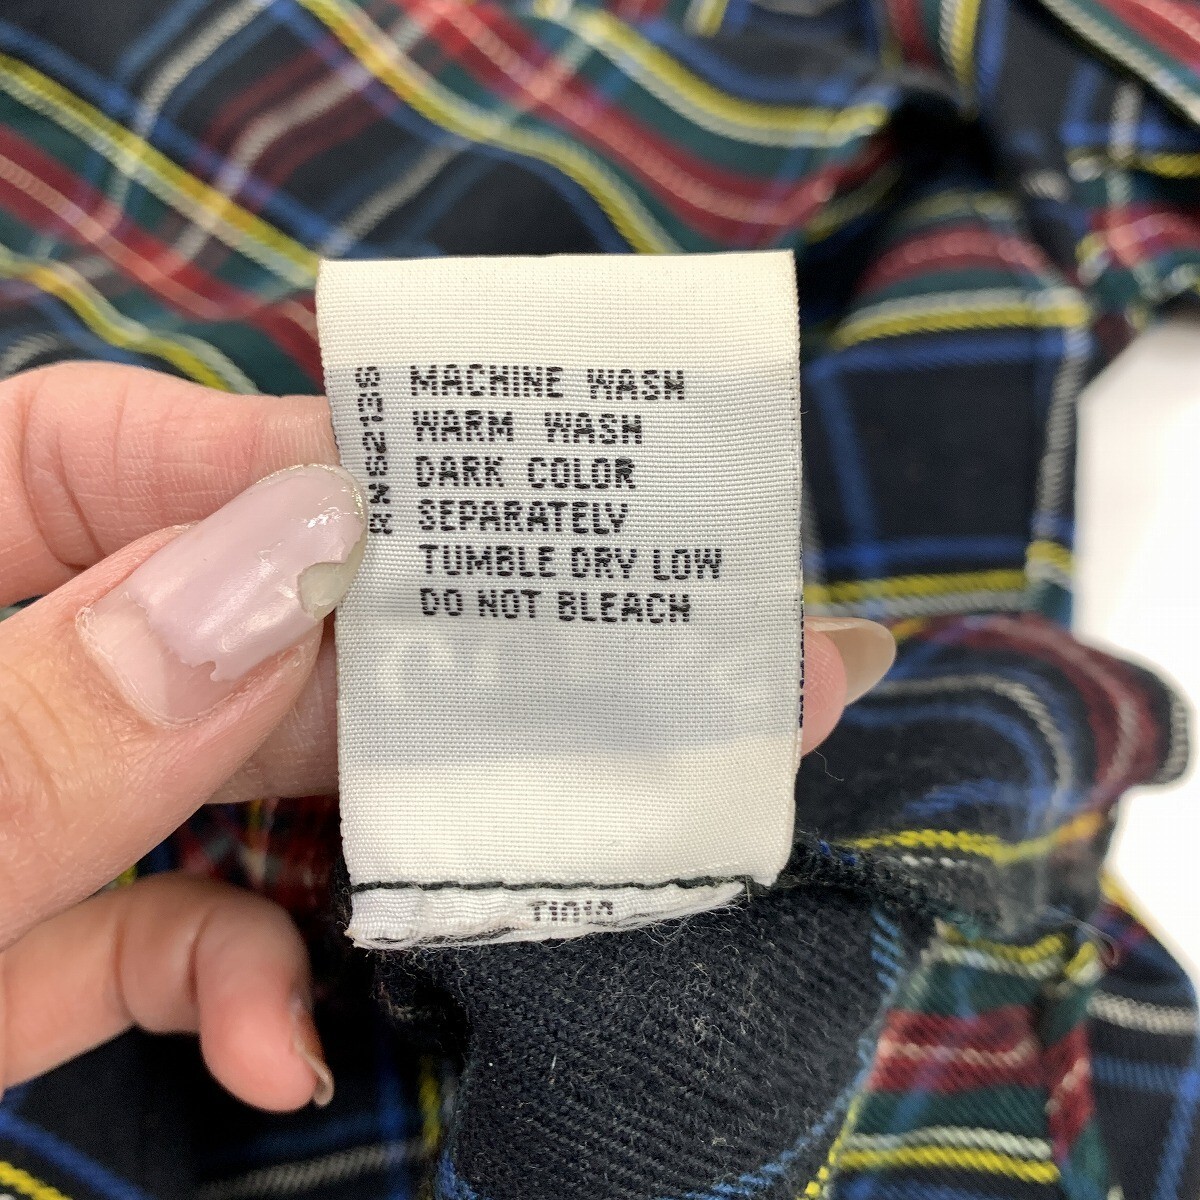 MACHINE WASH
WARM WASH
DARK COLOR
SEPARATELY
TUMBLE DRY LOW
DO NOT BLEACH